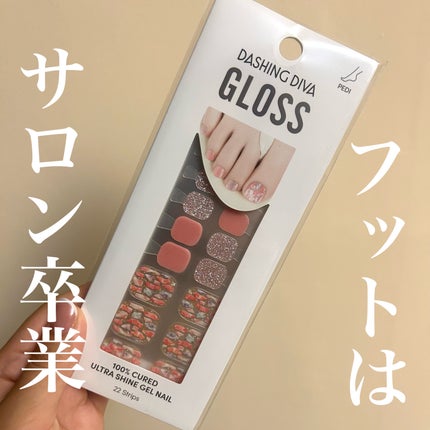 フットは
サロン卒業
DASHING DIVA
GLOSS
PEDI
100% CURED
ULTRA SHINE GEL NAIL
22 Strips